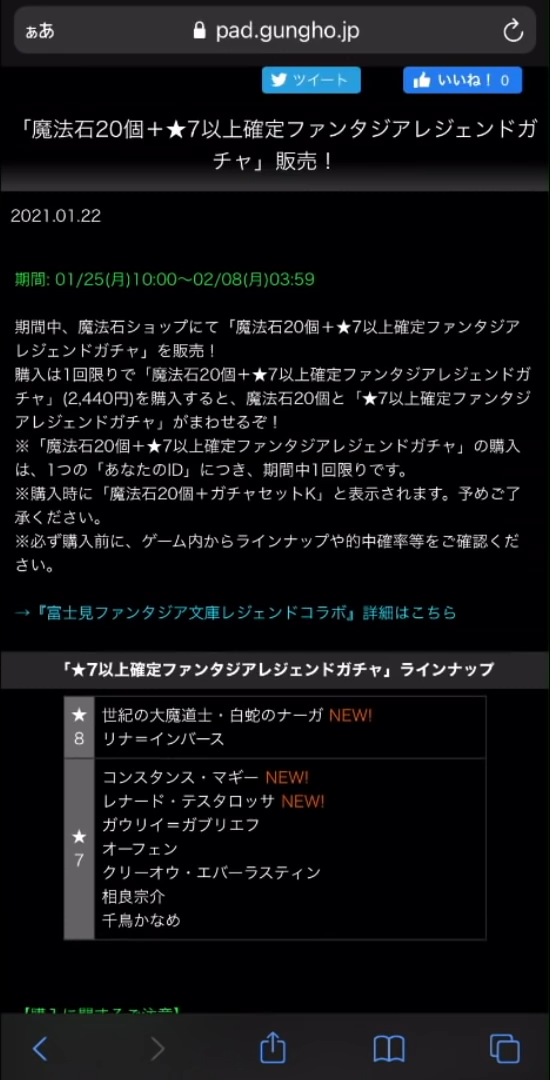 ぁあ pad.gungho.jp
ツイート いいね！ 0
「魔法石20個＋★7以上確定ファンタジアレジェンドガ
チャ」販売！
2021.01.22
期間: 01/25(月)10:00〜02/08(月)03:59
期間中、魔法石ショップにて「魔法石20個＋★7以上確定ファンタジア
レジェンドガチャ」を販売！
購入は1回限りで「魔法石20個＋★7以上確定ファンタジアレジェンドガ
チャ」(2,440円)を購入すると、魔法石20個と「★7以上確定ファンタジ
アレジェンドガチャ」がまわせるぞ！
※「魔法石20個＋★7以上確定ファンタジアレジェンドガチャ」の購入
は、1つの「あなたのID」につき、期間中1回限りです。
※購入時に「魔法石20個＋ガチャセットK」と表示されます。予めご了
承ください。
※必ず購入前に、ゲーム内からラインナップや的中確率等をご確認くだ
さい。
→『富士見ファンタジア文庫レジェンドコラボ』詳細はこちら
「★7以上確定ファンタジアレジェンドガチャ」ラインナップ
★8
世紀の大魔道士・白蛇のナーガ NEW!
リナ＝インバース
★7
コンスタンス・マギー NEW!
レナード・テスタロッサ NEW!
ガウリイ＝ガブリエフ
オーフェン
クリーオウ・エバーラスティン
相良宗介
千鳥かなめ
【購入に関するご注意】